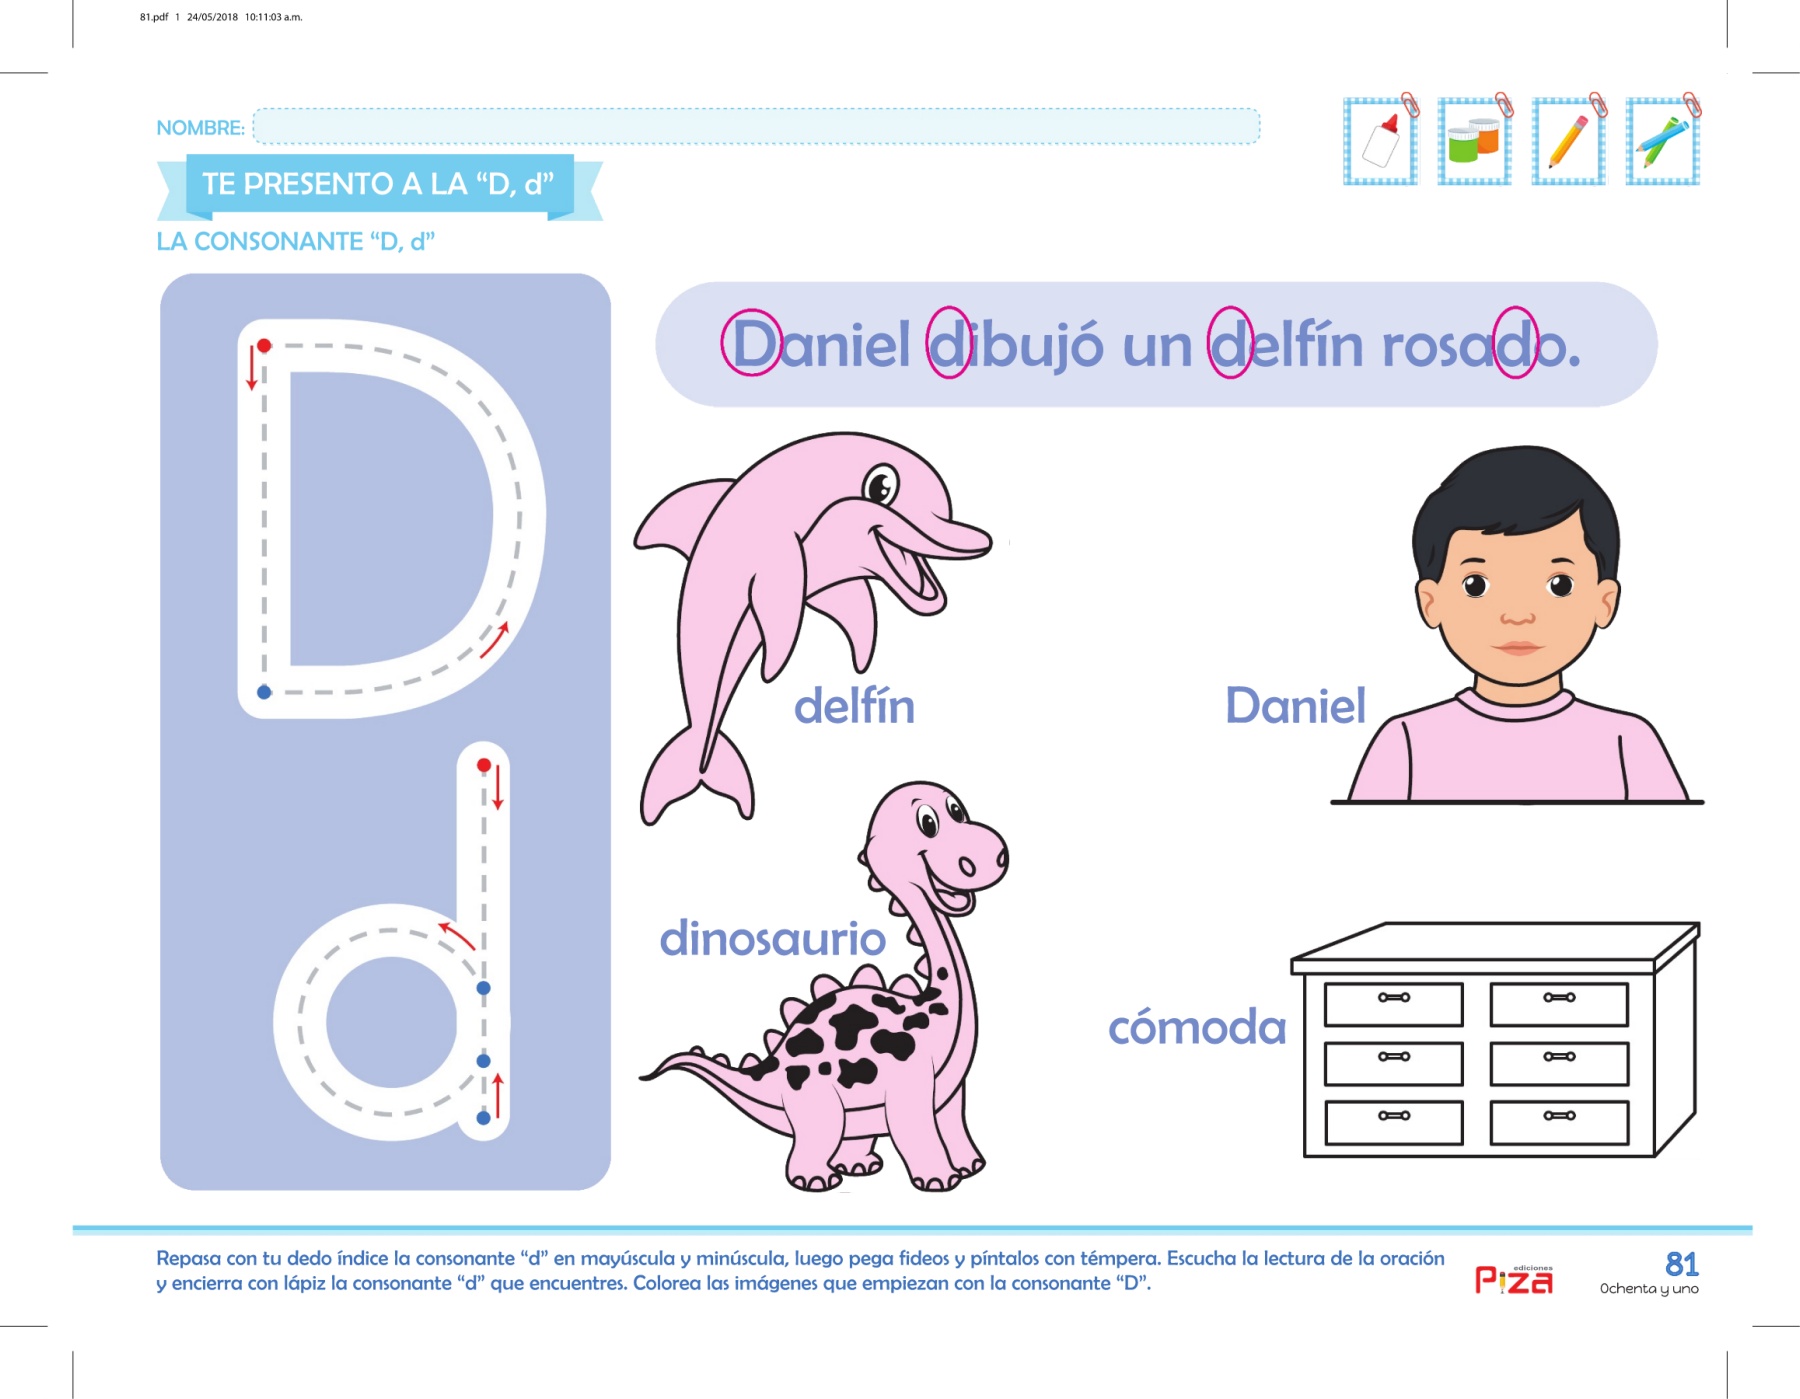 81.pdf 1 24/05/2018 10:11:03 a.m.
NOMBRE:
TE PRESENTO A LA “D, d”
LA CONSONANTE “D, d”
D
d
Daniel dibujó un delfín rosado.
delfín
Daniel
dinosaurio
cómoda
Repasa con tu dedo índice la consonante “d” en mayúscula y minúscula, luego pega fideos y píntalos con témpera. Escucha la lectura de la oración
y encierra con lápiz la consonante “d” que encuentres. Colorea las imágenes que empiezan con la consonante “D”.
ediciones
Piza
81
Ochenta y uno